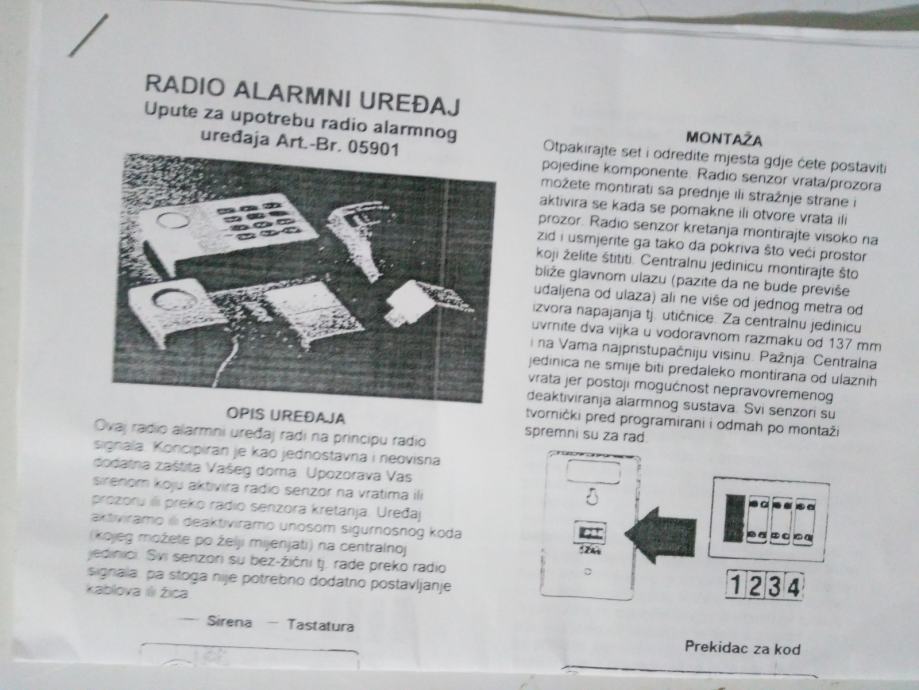 RADIO ALARMNI UREĐAJ
Upute za upotrebu radio alarmnog
uređaja Art.-Br. 05901
OPIS UREĐAJA
Ovaj radio alarmni uređaj radi na principu radio
signala. Koncipiran je kao jednostavna i neovisna
dodatna zaštita Vašeg doma. Upozorava Vas
sirenom koju aktivira radio senzor na vratima ili
prozoru ili preko radio senzora kretanja. Uređaj
aktiviramo ili deaktiviramo unosom sigurnosnog koda
(kojeg možete po želji mijenjati) na centralnoj
jedinici. Svi senzori su bez-žični tj. rade preko radio
signala, pa stoga nije potrebno dodatno postavljanje
kablova ili žica
Sirena
Tastatura
MONTAŽA
Otpakirajte set i odredite mjesta gdje ćete postaviti
pojedine komponente. Radio senzor vrata/prozora
možete montirati sa prednje ili stražnje strane i
aktivira se kada se pomakne ili otvore vrata ili
prozor. Radio senzor kretanja montirajte visoko na
zid i usmjerite ga tako da pokriva što veći prostor
koji želite štititi. Centralnu jedinicu montirajte što
bliže glavnom ulazu (pazite da ne bude previše
udaljena od ulaza) ali ne više od jednog metra od
izvora napajanja tj. utičnice. Za centralnu jedinicu
uvrnite dva vijka u vodoravnom razmaku od 137 mm
i na Vama najpristupačniju visinu. Pažnja: Centralna
jedinica ne smije biti predaleko montirana od ulaznih
vrata jer postoji mogućnost nepravovremenog
deaktiviranja alarmnog sustava. Svi senzori su
tvornički pred programirani i odmah po montaži
spremni su za rad.
1234
1 2 3 4
Prekidac za kod